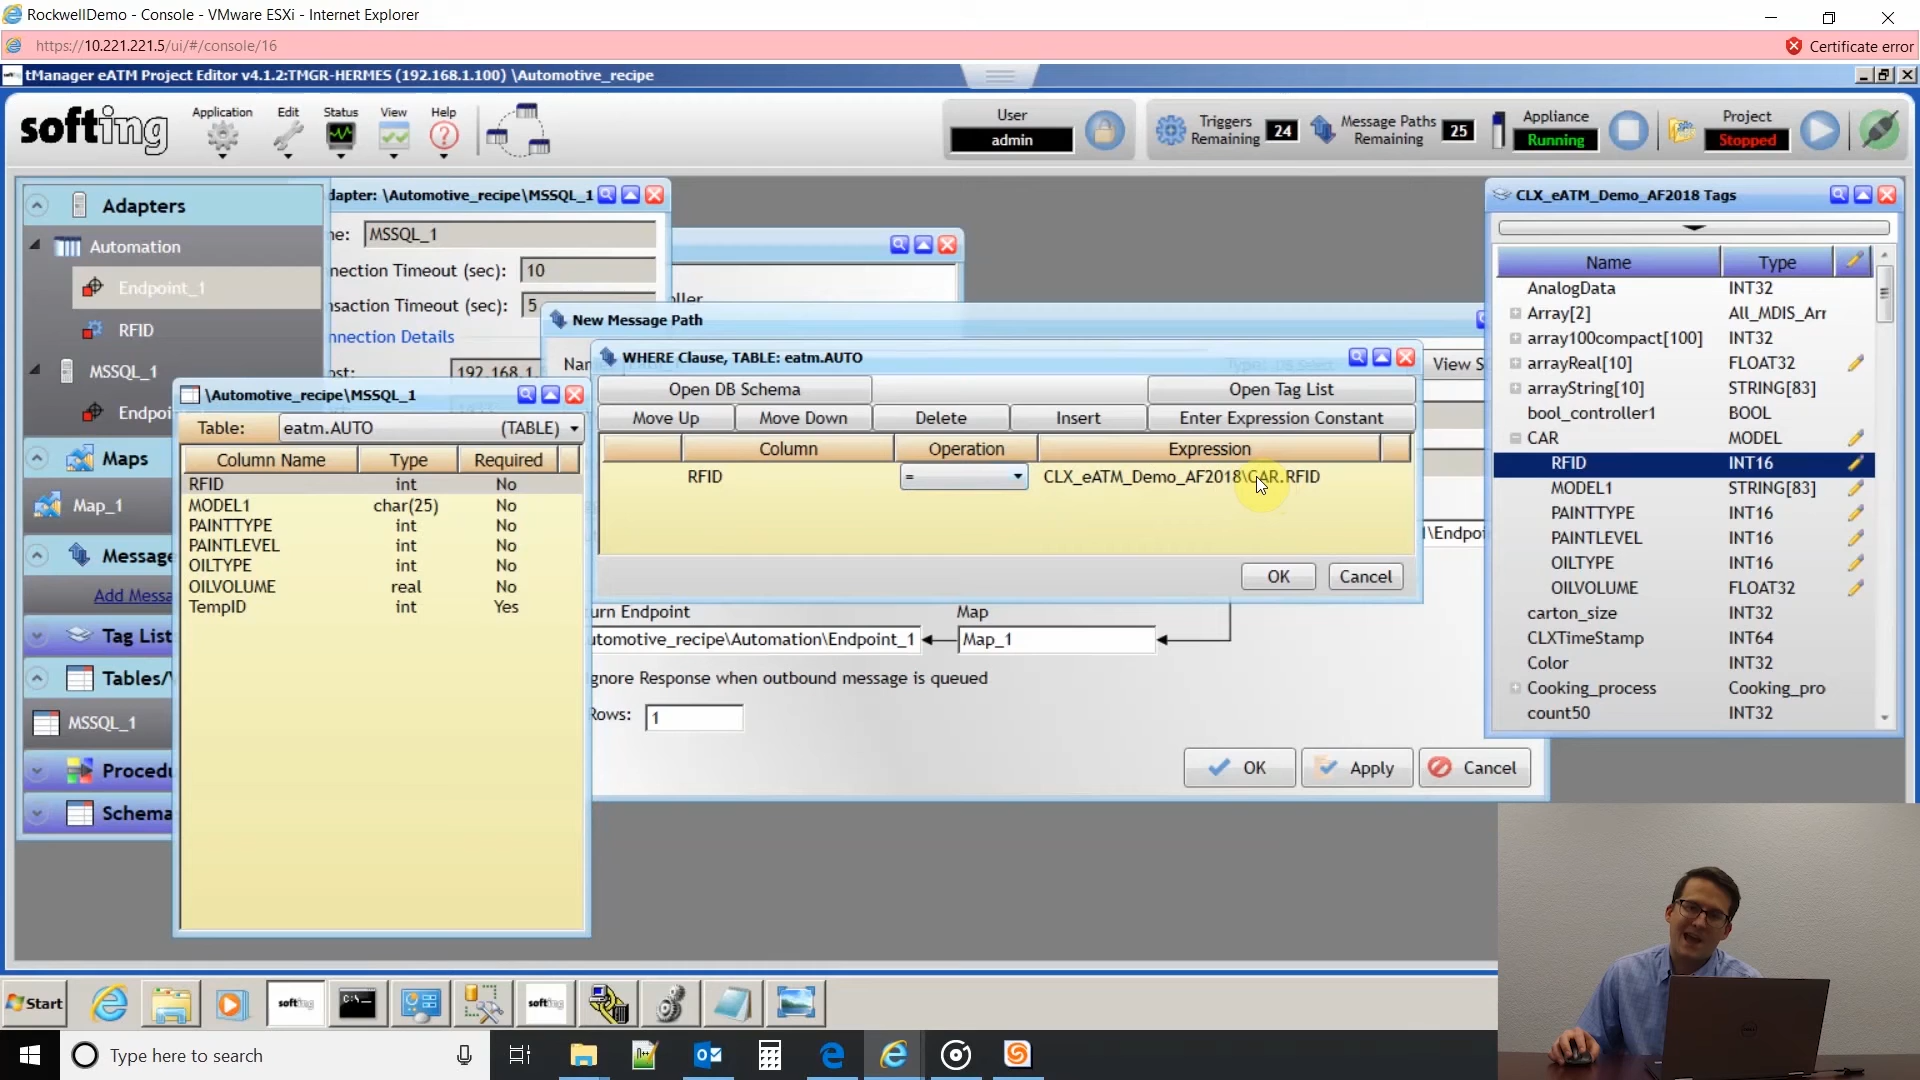 RockwellDemo - Console - VMware ESXi - Internet Explorer
https://10.221.221.5/ui/#/console/16
Certificate error
tManager eATM Project Editor v4.1.2:TMGR-HERMES (192.168.1.100) \Automotive_recipe
softing
Application
Edit
Status
View
Help
User
admin
Triggers Remaining 24
Message Paths Remaining 25
Appliance
Running
Project
Stopped
Adapters
Automation
Endpoint_1
RFID
MSSQL_1
Endpoi
Maps
Map_1
Message
Add Messa
Tag List
Tables/V
MSSQL_1
Procedu
Schema
dapter: \Automotive_recipe\MSSQL_1
ne: MSSQL_1
nnection Timeout (sec): 10
nsaction Timeout (sec): 5
nnection Details
ost: 192.168.1.
ller
New Message Path
Nam
View S
\Automotive_recipe\MSSQL_1
Table: eatm.AUTO (TABLE)
Column Name Type Required
RFID int No
MODEL1 char(25) No
PAINTTYPE int No
PAINTLEVEL int No
OILTYPE int No
OILVOLUME real No
TempID int Yes
WHERE Clause, TABLE: eatm.AUTO
Open DB Schema Open Tag List
Move Up Move Down Delete Insert Enter Expression Constant
Column Operation Expression
RFID = CLX_eATM_Demo_AF2018\CAR.RFID
OK Cancel
\Endpoi
urn Endpoint Map
utomotive_recipe\Automation\Endpoint_1 Map_1
gnore Response when outbound message is queued
Rows: 1
OK Apply Cancel
CLX_eATM_Demo_AF2018 Tags
Name Type
AnalogData INT32
Array[2] All_MDIS_Arr
array100compact[100] INT32
arrayReal[10] FLOAT32
arrayString[10] STRING[83]
bool_controller1 BOOL
CAR MODEL
RFID INT16
MODEL1 STRING[83]
PAINTTYPE INT16
PAINTLEVEL INT16
OILTYPE INT16
OILVOLUME FLOAT32
carton_size INT32
CLXTimeStamp INT64
Color INT32
Cooking_process Cooking_pro
count50 INT32
Start
softing
softing
Type here to search